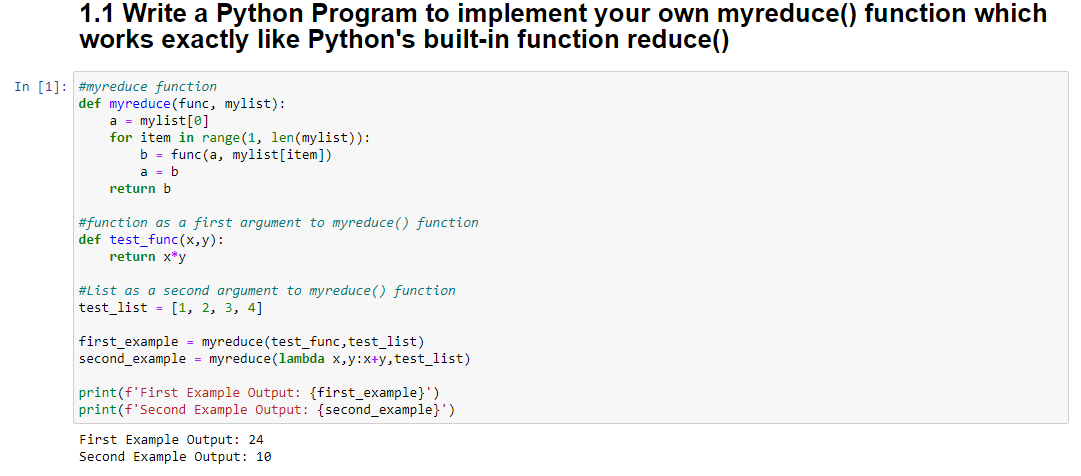 1.1 Write a Python Program to implement your own myreduce() function which
works exactly like Python's built-in function reduce()
In [1]: #myreduce function
def myreduce(func, mylist):
    a = mylist[0]
    for item in range(1, len(mylist)):
        b = func(a, mylist[item])
        a = b
    return b
#function as a first argument to myreduce() function
def test_func(x,y):
    return x*y
#List as a second argument to myreduce() function
test_list = [1, 2, 3, 4]
first_example = myreduce(test_func,test_list)
second_example = myreduce(lambda x,y:x+y,test_list)
print(f'First Example Output: {first_example}')
print(f'Second Example Output: {second_example}')
First Example Output: 24
Second Example Output: 10